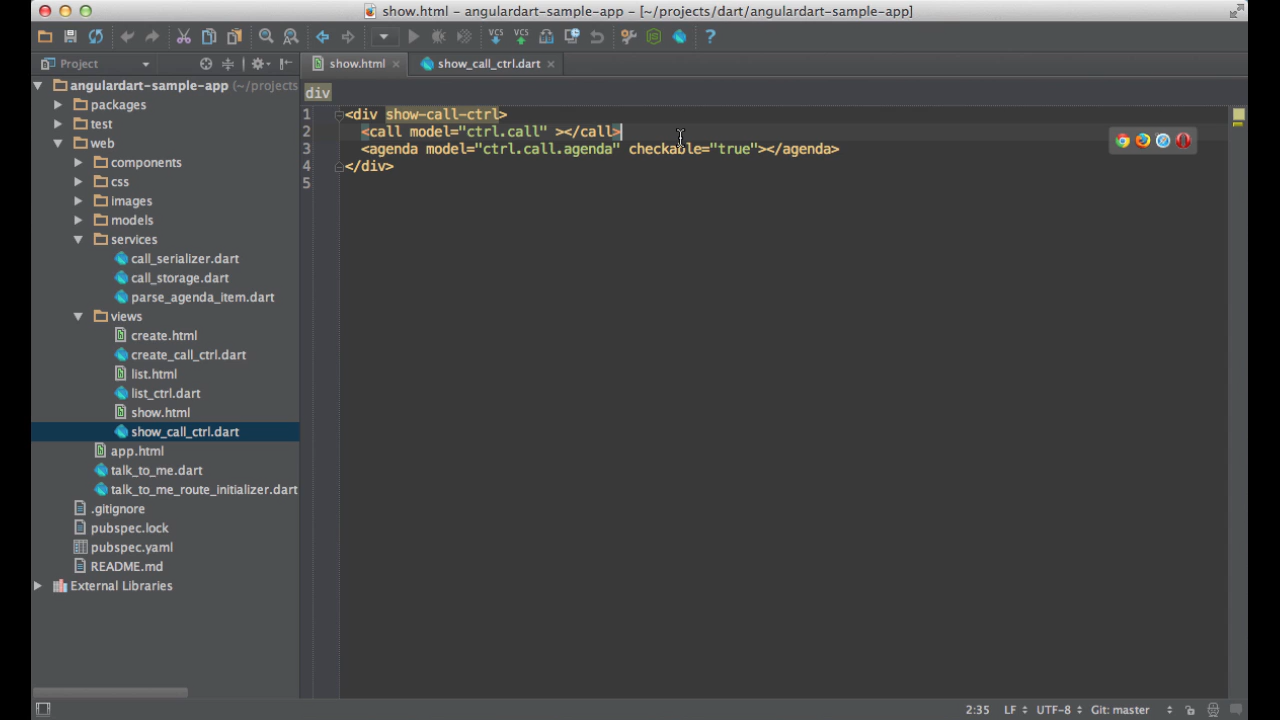 show.html – angulardart-sample-app – [~/projects/dart/angulardart-sample-app]
VCS VCS ?
Project
show.html
show_call_ctrl.dart
angulardart-sample-app (~/projects
packages
test
web
components
css
images
models
services
call_serializer.dart
call_storage.dart
parse_agenda_item.dart
views
create.html
create_call_ctrl.dart
list.html
list_ctrl.dart
show.html
show_call_ctrl.dart
app.html
talk_to_me.dart
talk_to_me_route_initializer.dart
.gitignore
pubspec.lock
pubspec.yaml
README.md
External Libraries
div
1 <div show-call-ctrl>
2 <call model="ctrl.call" ></call>
3 <agenda model="ctrl.call.agenda" checkable="true"></agenda>
4 </div>
5
2:35 LF UTF-8 Git: master